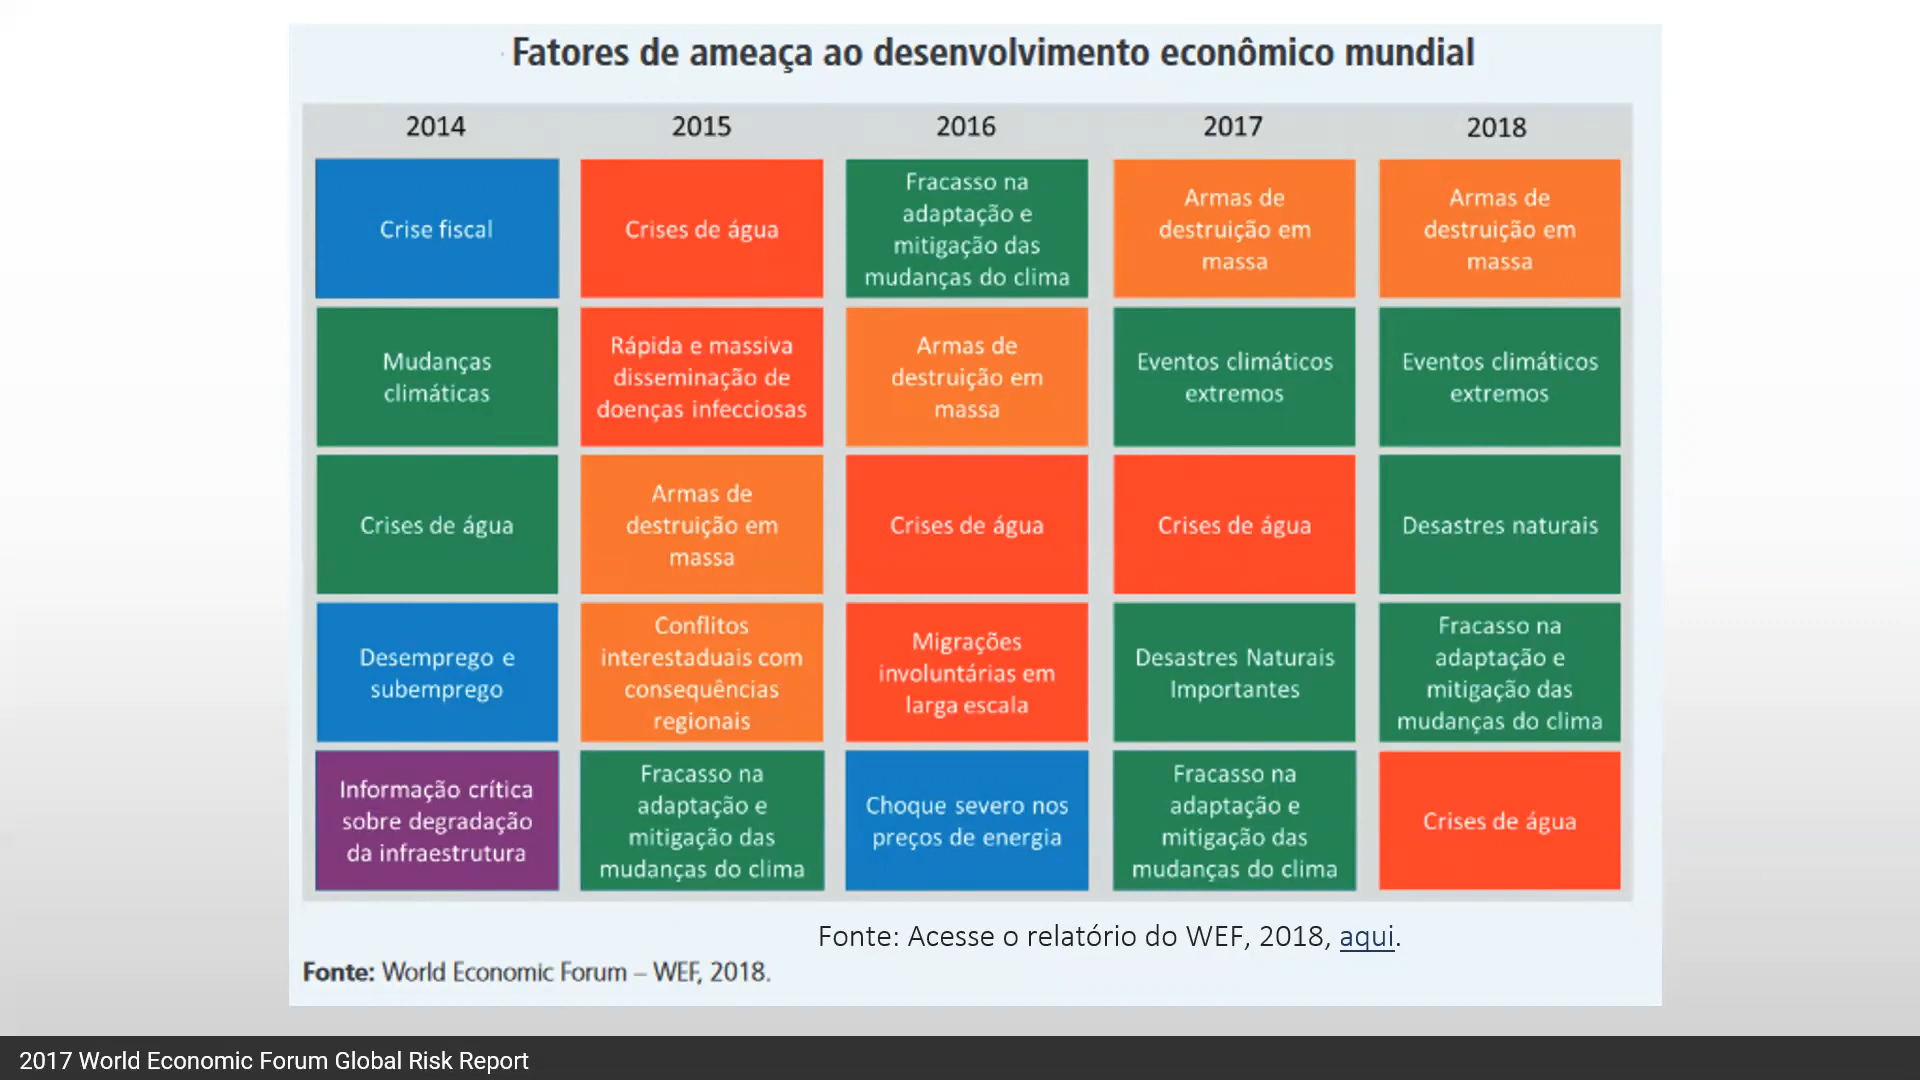 Fatores de ameaça ao desenvolvimento econômico mundial
2014
2015
2016
2017
2018
Crise fiscal
Crises de água
Fracasso na
adaptação e
mitigação das
mudanças do clima
Armas de
destruição em
massa
Armas de
destruição em
massa
Mudanças
climáticas
Rápida e massiva
disseminação de
doenças infecciosas
Armas de
destruição em
massa
Eventos climáticos
extremos
Eventos climáticos
extremos
Crises de água
Armas de
destruição em
massa
Crises de água
Crises de água
Desastres naturais
Desemprego e
subemprego
Conflitos
interestaduais com
consequências
regionais
Migrações
involuntárias em
larga escala
Desastres Naturais
Importantes
Fracasso na
adaptação e
mitigação das
mudanças do clima
Informação crítica
sobre degradação
da infraestrutura
Fracasso na
adaptação e
mitigação das
mudanças do clima
Choque severo nos
preços de energia
Fracasso na
adaptação e
mitigação das
mudanças do clima
Crises de água
Fonte: Acesse o relatório do WEF, 2018, aqui.
Fonte: World Economic Forum – WEF, 2018.
2017 World Economic Forum Global Risk Report